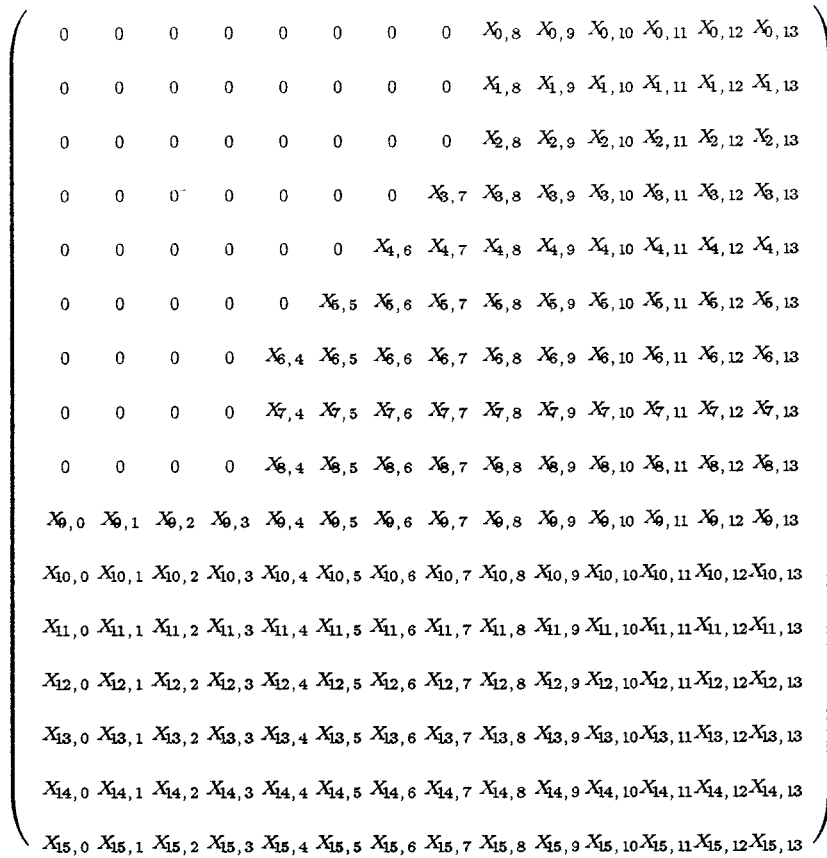 0 0 0 0 0 0 0 0 X0,8 X0,9 X0,10 X0,11 X0,12 X0,13
0 0 0 0 0 0 0 0 X1,8 X1,9 X1,10 X1,11 X1,12 X1,13
0 0 0 0 0 0 0 0 X2,8 X2,9 X2,10 X2,11 X2,12 X2,13
0 0 0 0 0 0 0 X3,7 X3,8 X3,9 X3,10 X3,11 X3,12 X3,13
0 0 0 0 0 0 X4,6 X4,7 X4,8 X4,9 X4,10 X4,11 X4,12 X4,13
0 0 0 0 0 X5,5 X5,6 X5,7 X5,8 X5,9 X5,10 X5,11 X5,12 X5,13
0 0 0 0 X6,4 X6,5 X6,6 X6,7 X6,8 X6,9 X6,10 X6,11 X6,12 X6,13
0 0 0 0 X7,4 X7,5 X7,6 X7,7 X7,8 X7,9 X7,10 X7,11 X7,12 X7,13
0 0 0 0 X8,4 X8,5 X8,6 X8,7 X8,8 X8,9 X8,10 X8,11 X8,12 X8,13
X9,0 X9,1 X9,2 X9,3 X9,4 X9,5 X9,6 X9,7 X9,8 X9,9 X9,10 X9,11 X9,12 X9,13
X10,0 X10,1 X10,2 X10,3 X10,4 X10,5 X10,6 X10,7 X10,8 X10,9 X10,10 X10,11 X10,12 X10,13
X11,0 X11,1 X11,2 X11,3 X11,4 X11,5 X11,6 X11,7 X11,8 X11,9 X11,10 X11,11 X11,12 X11,13
X12,0 X12,1 X12,2 X12,3 X12,4 X12,5 X12,6 X12,7 X12,8 X12,9 X12,10 X12,11 X12,12 X12,13
X13,0 X13,1 X13,2 X13,3 X13,4 X13,5 X13,6 X13,7 X13,8 X13,9 X13,10 X13,11 X13,12 X13,13
X14,0 X14,1 X14,2 X14,3 X14,4 X14,5 X14,6 X14,7 X14,8 X14,9 X14,10 X14,11 X14,12 X14,13
X15,0 X15,1 X15,2 X15,3 X15,4 X15,5 X15,6 X15,7 X15,8 X15,9 X15,10 X15,11 X15,12 X15,13